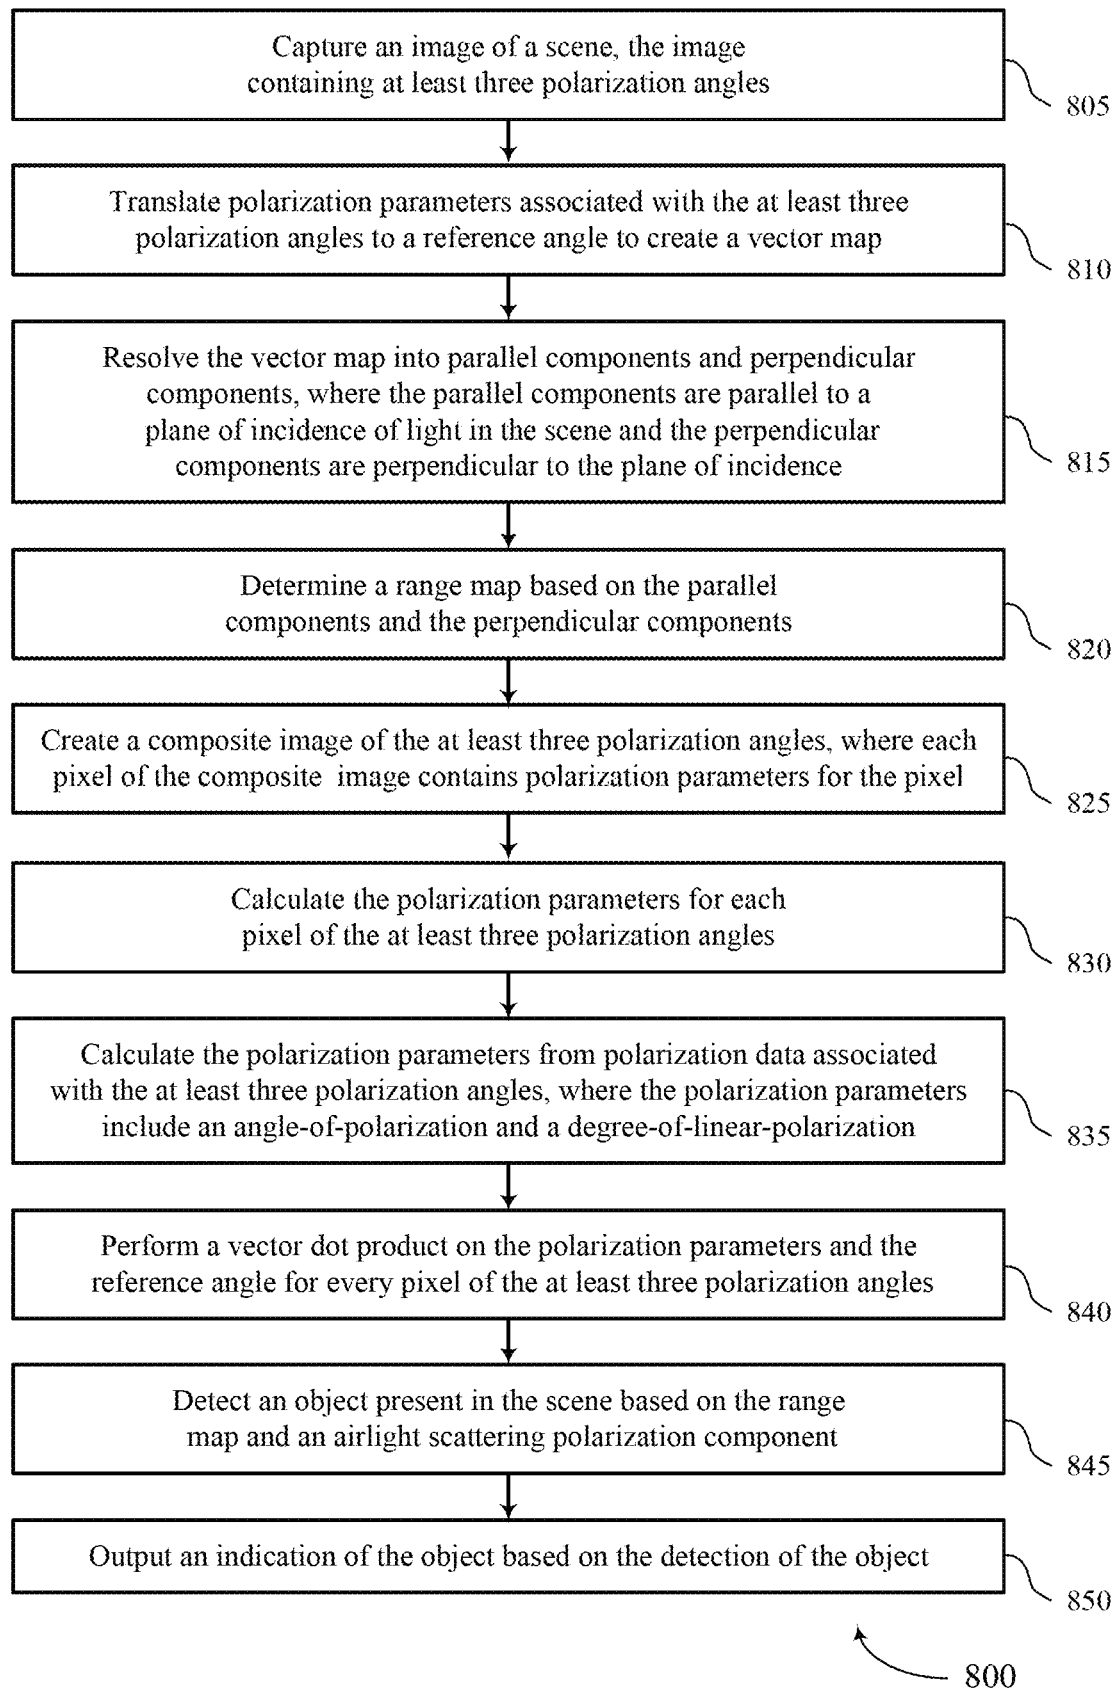 Capture an image of a scene, the image
containing at least three polarization angles
805
Translate polarization parameters associated with the at least three
polarization angles to a reference angle to create a vector map
810
Resolve the vector map into parallel components and perpendicular
components, where the parallel components are parallel to a
plane of incidence of light in the scene and the perpendicular
components are perpendicular to the plane of incidence
815
Determine a range map based on the parallel
components and the perpendicular components
820
Create a composite image of the at least three polarization angles, where each
pixel of the composite image contains polarization parameters for the pixel
825
Calculate the polarization parameters for each
pixel of the at least three polarization angles
830
Calculate the polarization parameters from polarization data associated
with the at least three polarization angles, where the polarization parameters
include an angle-of-polarization and a degree-of-linear-polarization
835
Perform a vector dot product on the polarization parameters and the
reference angle for every pixel of the at least three polarization angles
840
Detect an object present in the scene based on the range
map and an airlight scattering polarization component
845
Output an indication of the object based on the detection of the object
850
800